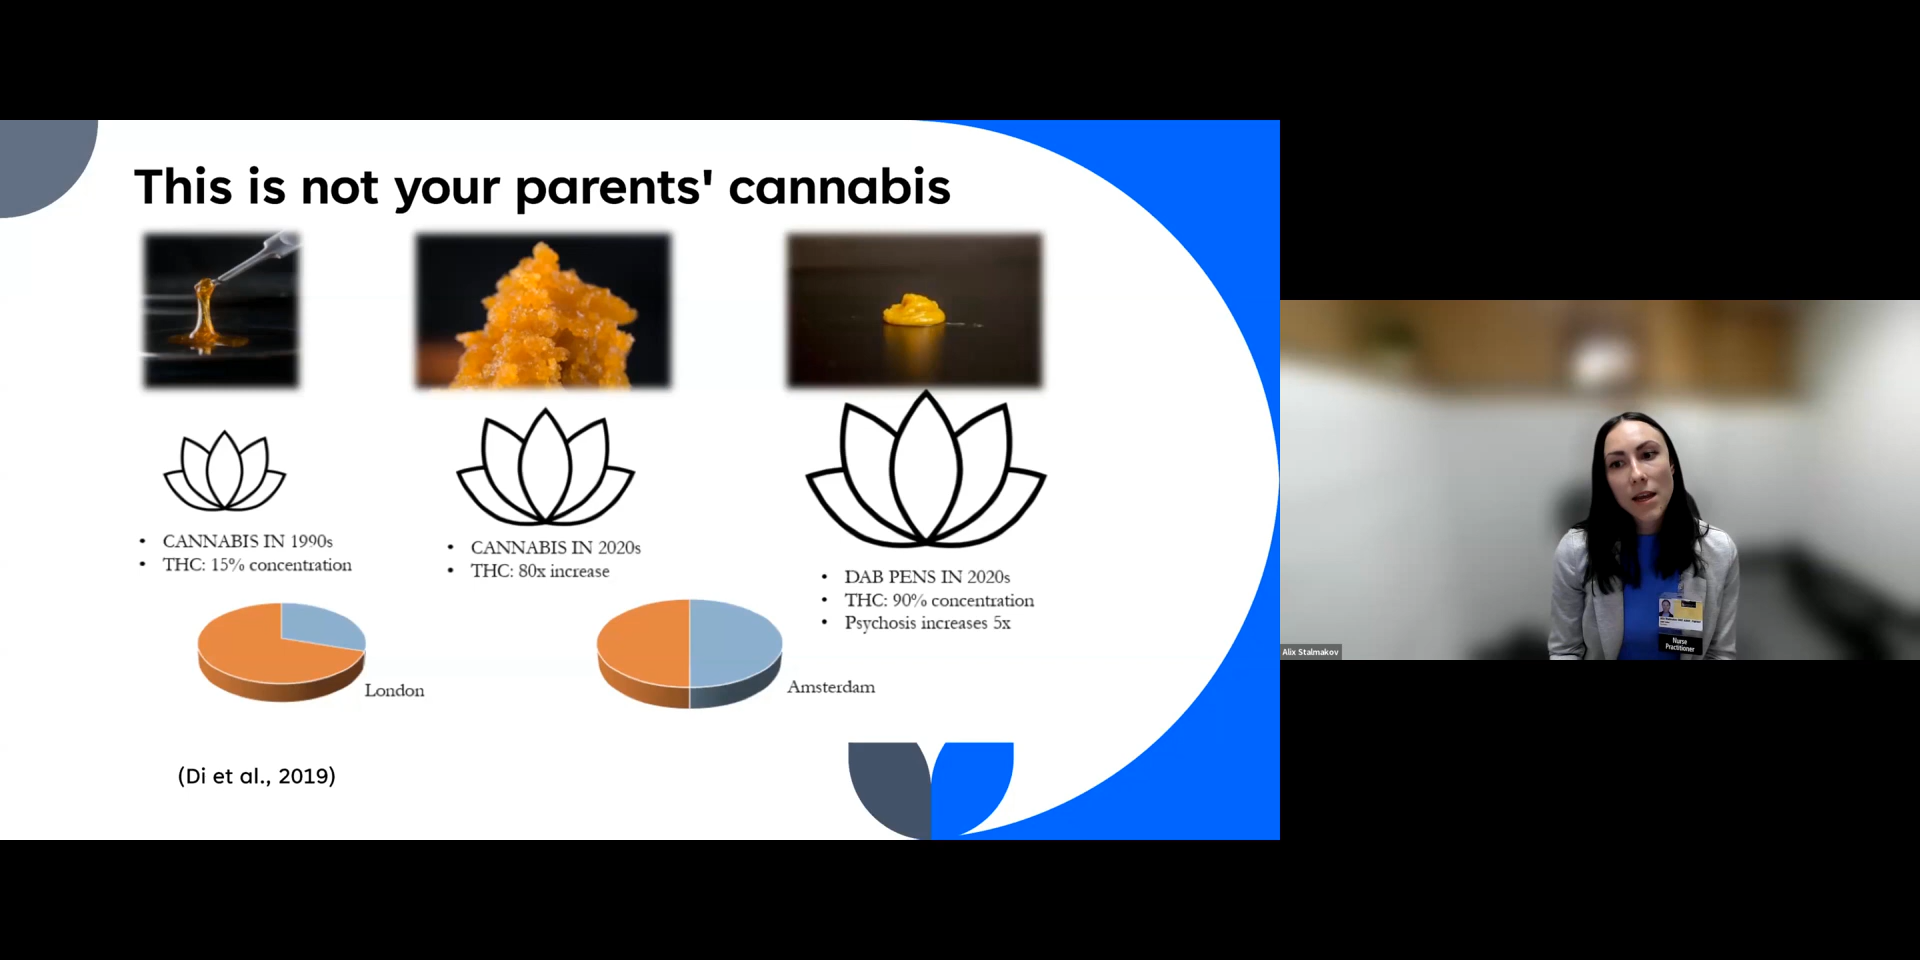 This is not your parents' cannabis
• CANNABIS IN 1990s
• THC: 15% concentration
• CANNABIS IN 2020s
• THC: 80x increase
• DAB PENS IN 2020s
• THC: 90% concentration
• Psychosis increases 5x
London
Amsterdam
(Di et al., 2019)
Alix Stalmakov
Nurse
Practitioner